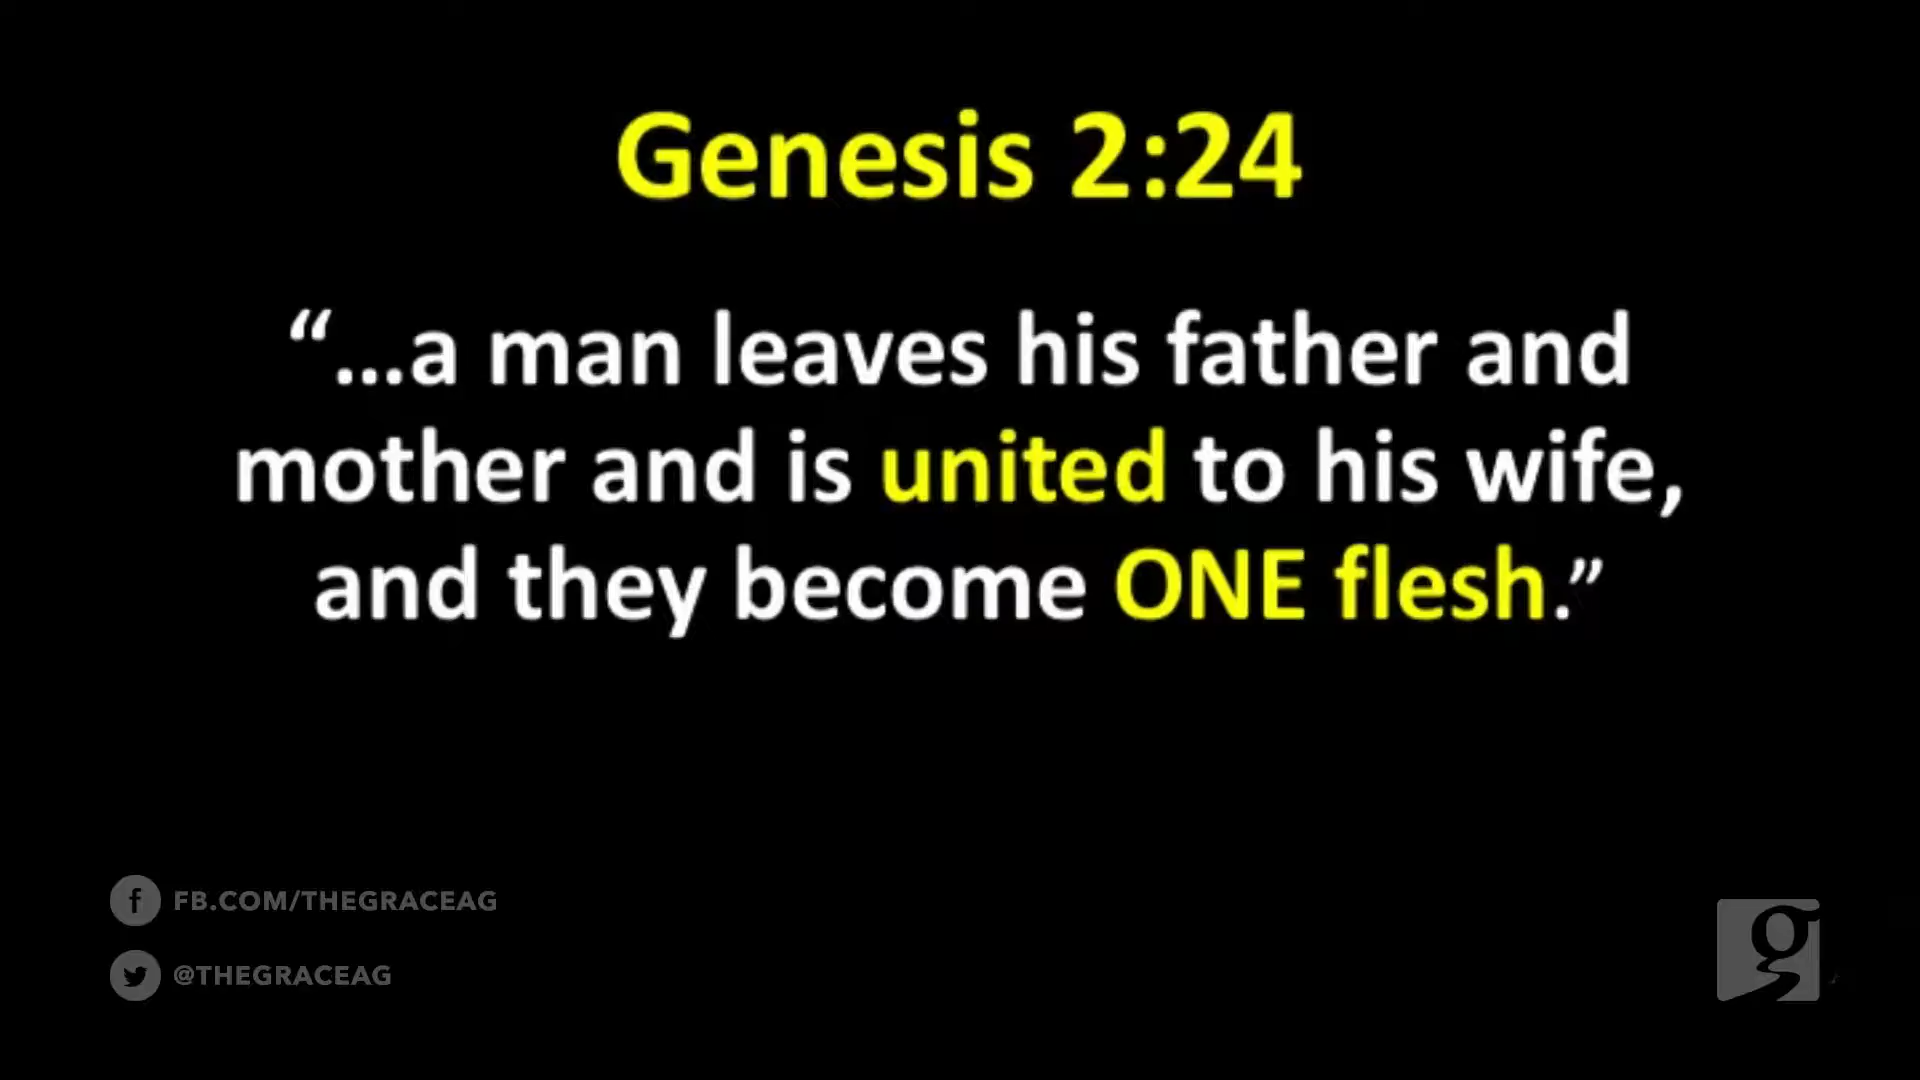 Genesis 2:24
“...a man leaves his father and
mother and is united to his wife,
and they become ONE flesh.”
f FB.COM/THEGRACEAG
@THEGRACEAG
g